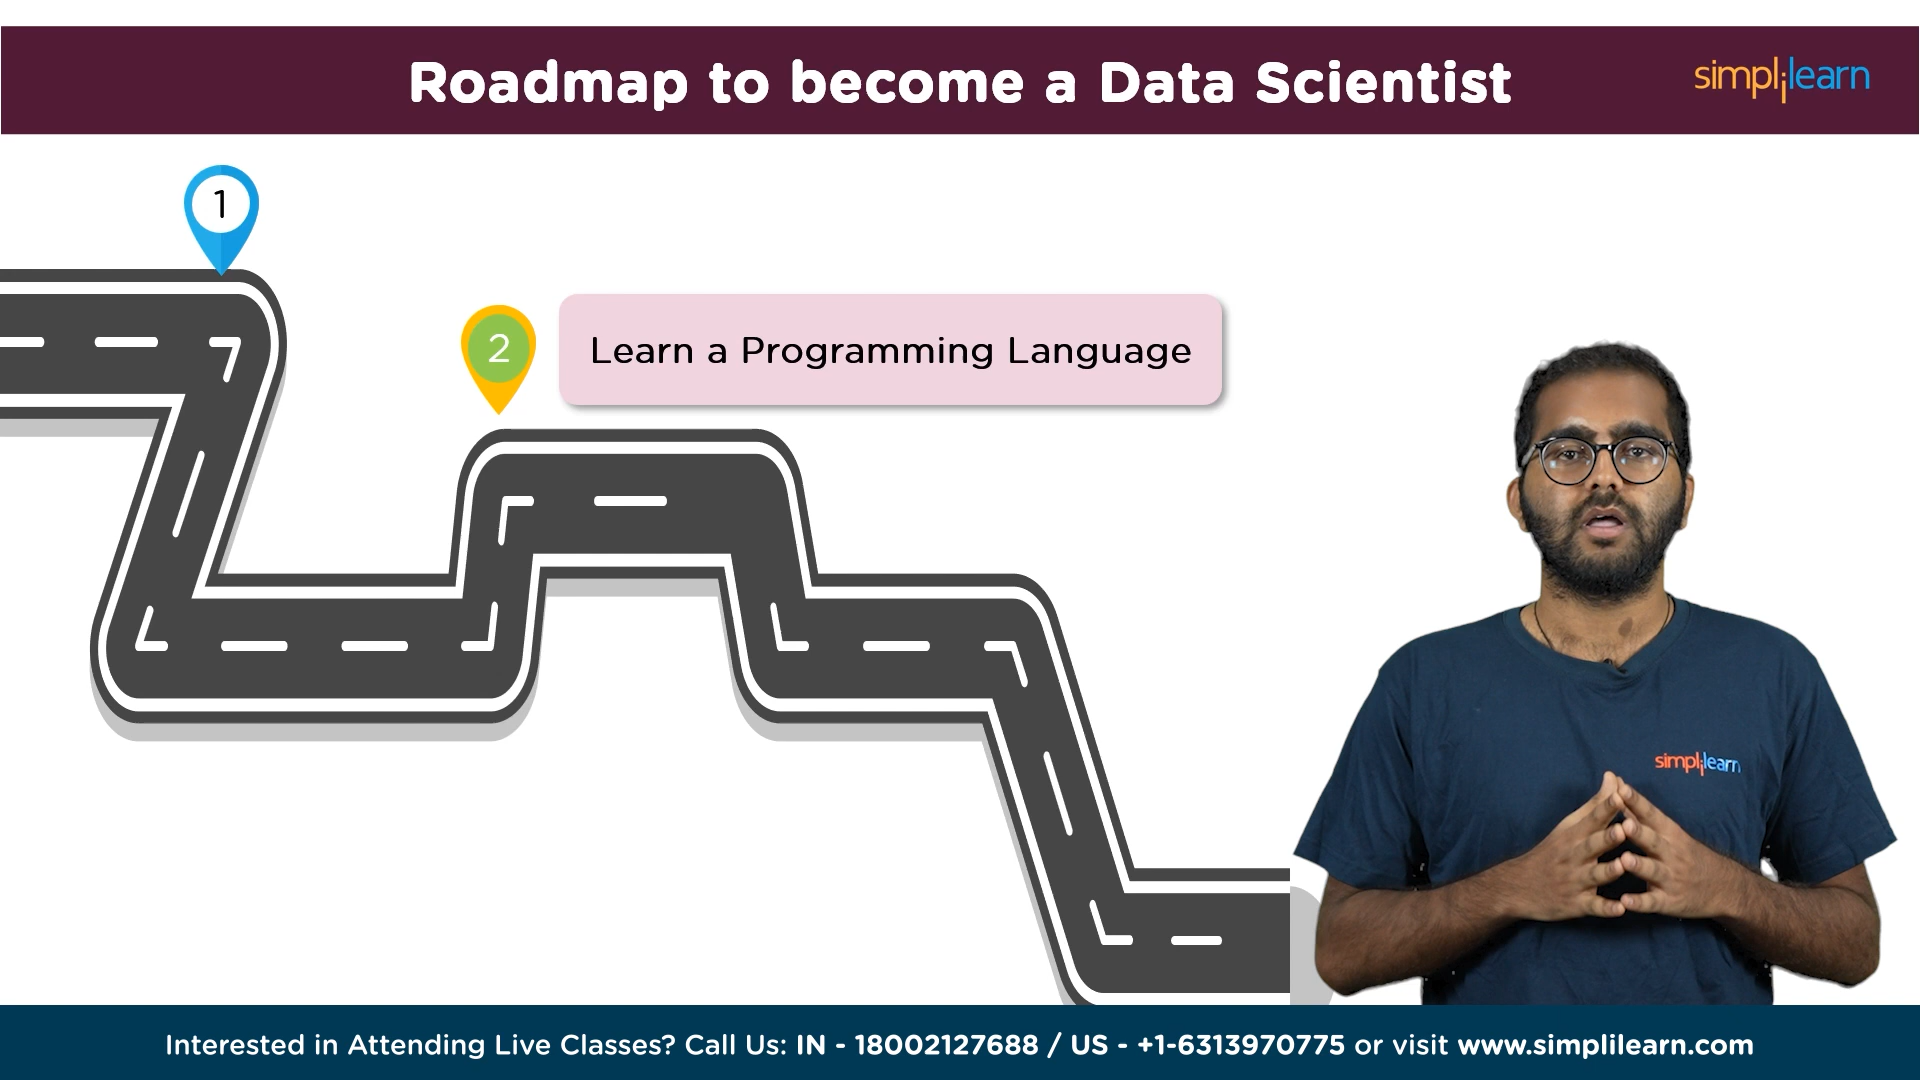 Roadmap to become a Data Scientist
simplilearn
1
2
Learn a Programming Language
simplilearn
Interested in Attending Live Classes? Call Us: IN - 18002127688 / US - +1-6313970775 or visit www.simplilearn.com